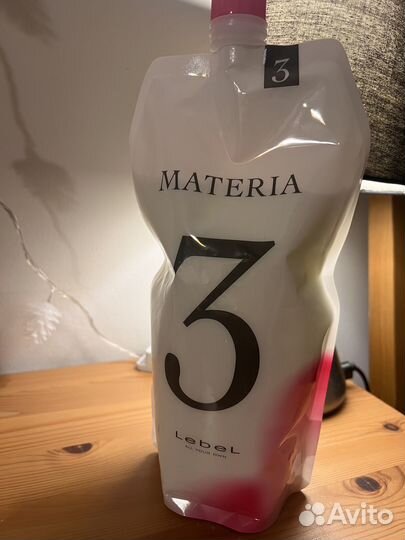 3
MATERIA
3
LebeL
ALL YOUR OWN
Avito